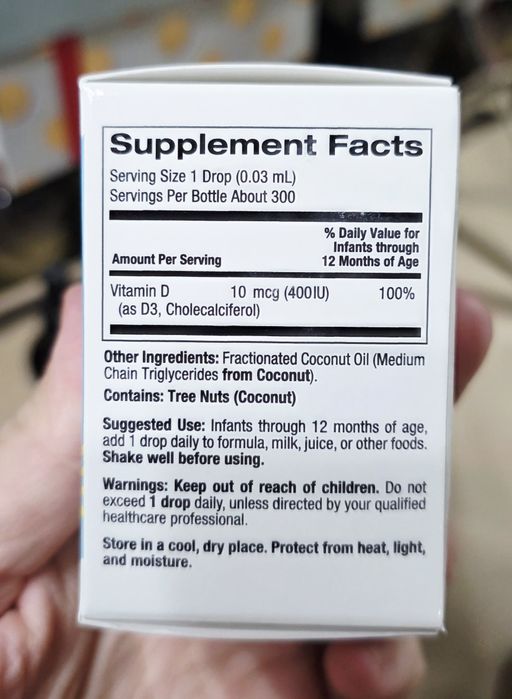 Supplement Facts
Serving Size 1 Drop (0.03 mL)
Servings Per Bottle About 300
% Daily Value for
Infants through
Amount Per Serving 12 Months of Age
Vitamin D 10 mcg (400IU) 100%
(as D3, Cholecalciferol)
Other Ingredients: Fractionated Coconut Oil (Medium
Chain Triglycerides from Coconut).
Contains: Tree Nuts (Coconut)
Suggested Use: Infants through 12 months of age,
add 1 drop daily to formula, milk, juice, or other foods.
Shake well before using.
Warnings: Keep out of reach of children. Do not
exceed 1 drop daily, unless directed by your qualified
healthcare professional.
Store in a cool, dry place. Protect from heat, light,
and moisture.